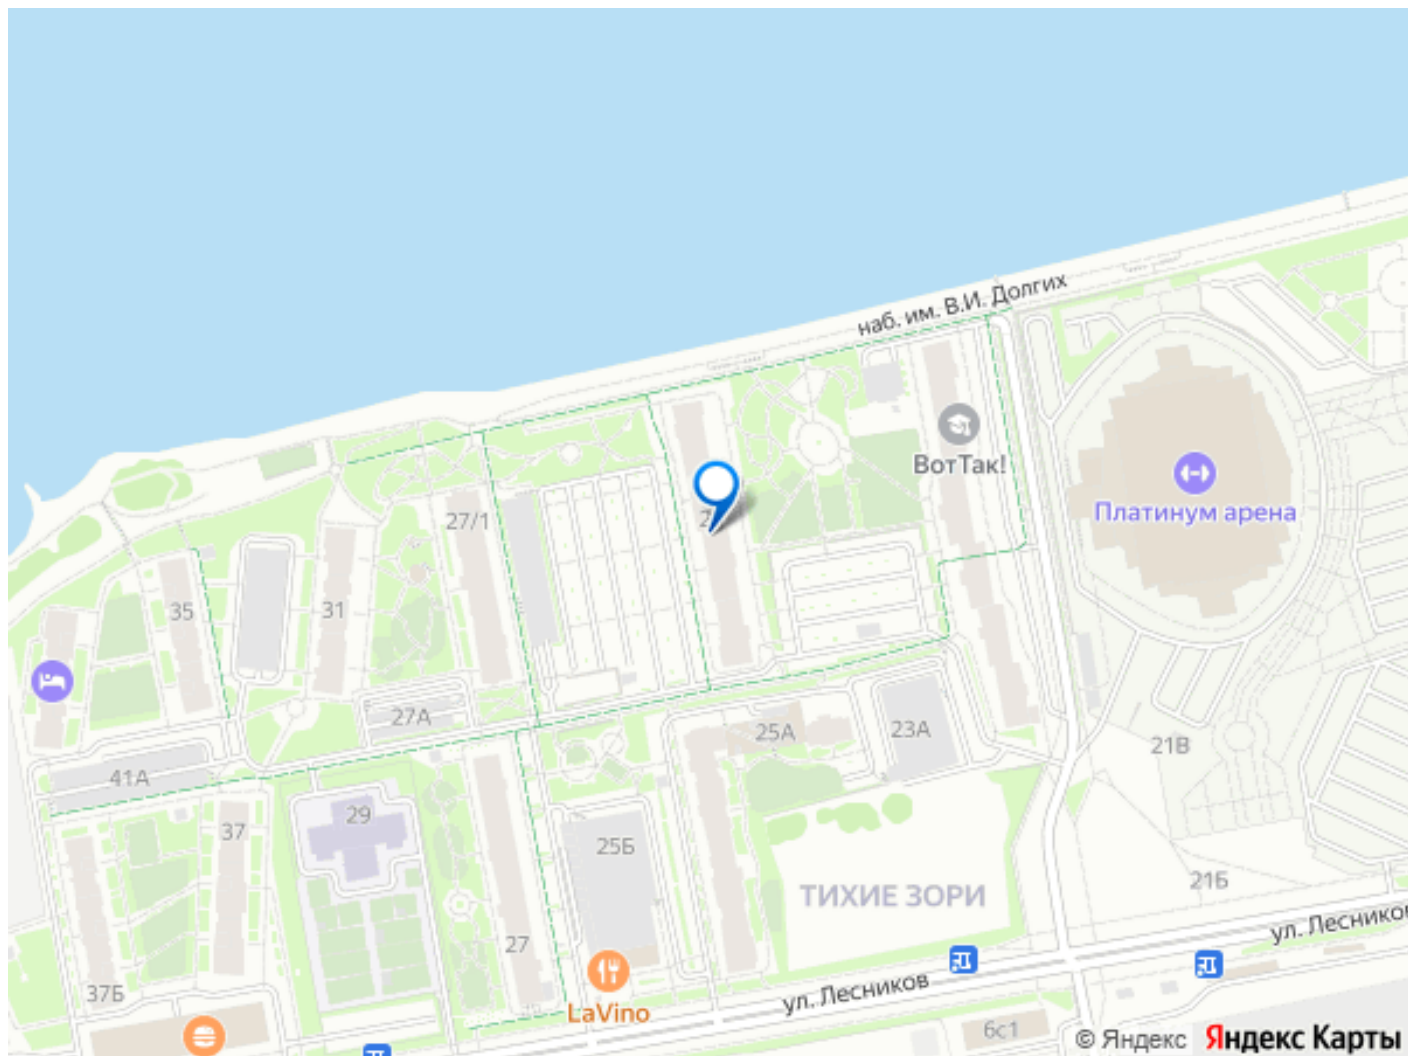 наб. им. В.И. Долгих
ВотТак!
Платинум арена
27/1
35
31
27А
25А
23А
21В
41А
29
37
25Б
ТИХИЕ ЗОРИ
21Б
ул. Лесников
27
37Б
ул. Лесников
LaVino
6с1
© Яндекс Яндекс Карты